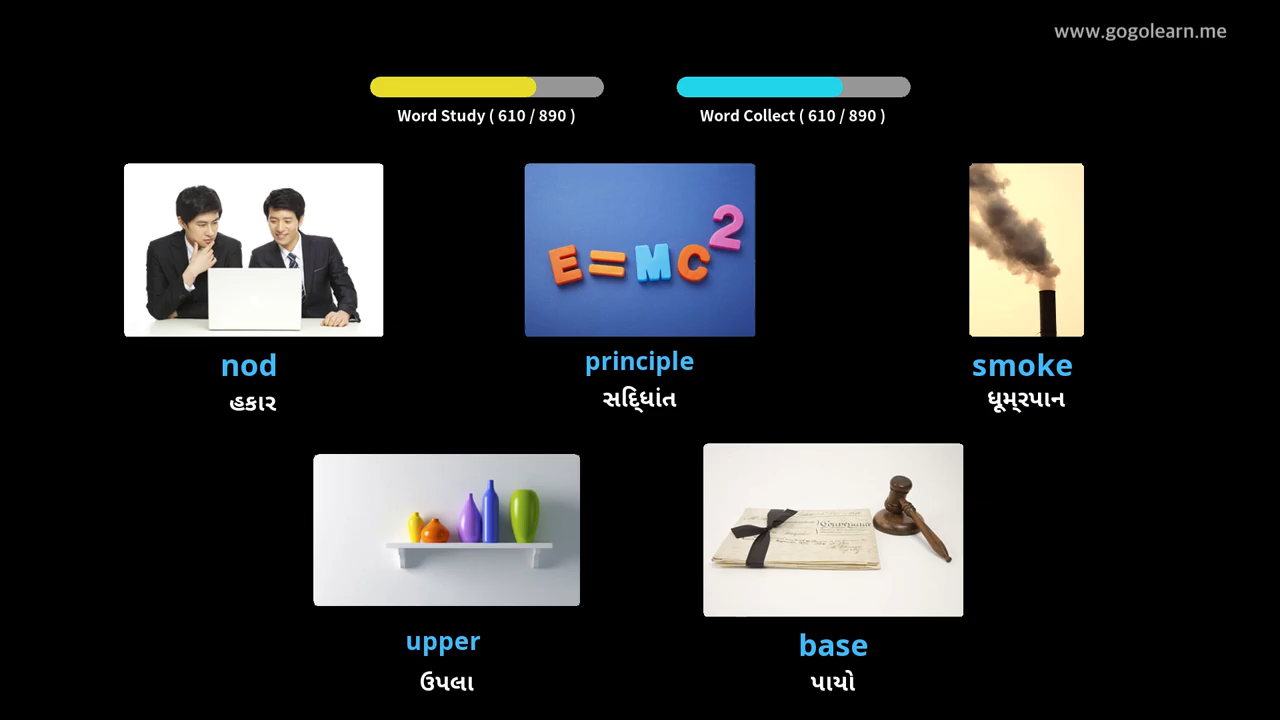 www.gogolearn.me
Word Study ( 610 / 890 )
Word Collect ( 610 / 890 )
E=MC2
nod
હકાર
principle
સદ્િધાંત
smoke
ધૂમ્રપાન
upper
ઉપલા
base
પાયો